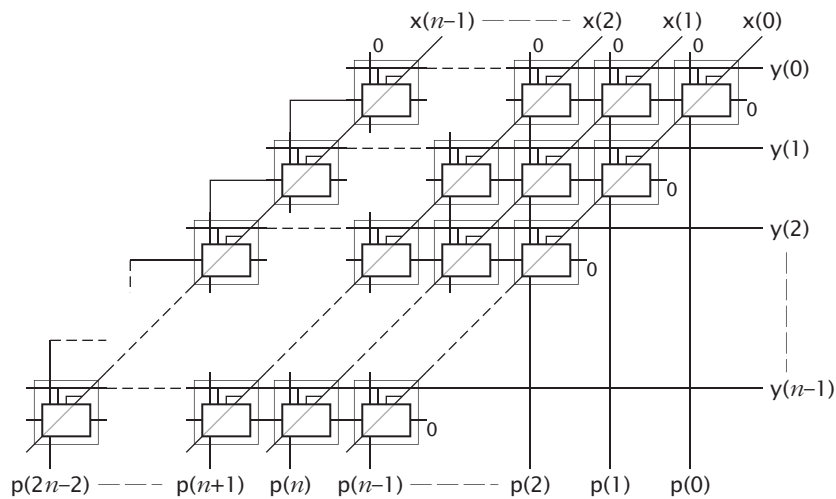 x(n–1) x(2) x(1) x(0)
0 0 0 0
y(0)
0
y(1)
0
y(2)
0
y(n–1)
0
p(2n–2) p(n+1) p(n) p(n–1) p(2) p(1) p(0)